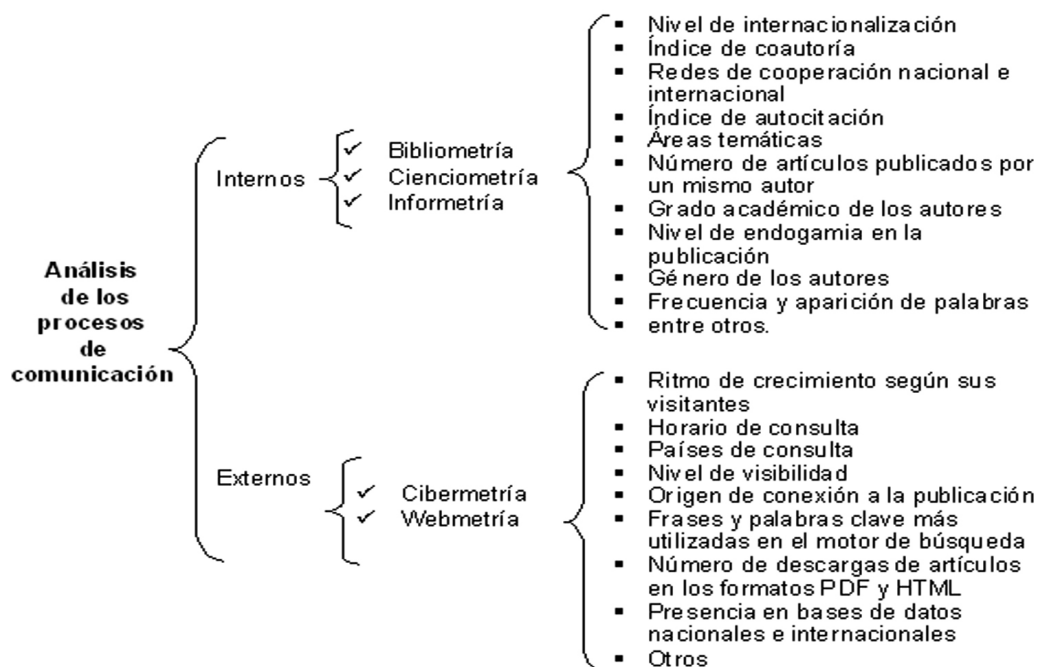 Análisis
de los
procesos
de
comunicación
Internos
✓ Bibliometría
✓ Cienciometría
✓ Informetría
▪ Nivel de internacionalización
▪ Índice de coautoría
▪ Redes de cooperación nacional e
internacional
▪ Índice de autocitación
▪ Áreas temáticas
▪ Número de artículos publicados por
un mismo autor
▪ Grado académico de los autores
▪ Nivel de endogamia en la
publicación
▪ Género de los autores
▪ Frecuencia y aparición de palabras
▪ entre otros.
Externos
✓ Cibermetría
✓ Webmetría
▪ Ritmo de crecimiento según sus
visitantes
▪ Horario de consulta
▪ Países de consulta
▪ Nivel de visibilidad
▪ Origen de conexión a la publicación
▪ Frases y palabras clave más
utilizadas en el motor de búsqueda
▪ Número de descargas de artículos
en los formatos PDF y HTML
▪ Presencia en bases de datos
nacionales e internacionales
▪ Otros